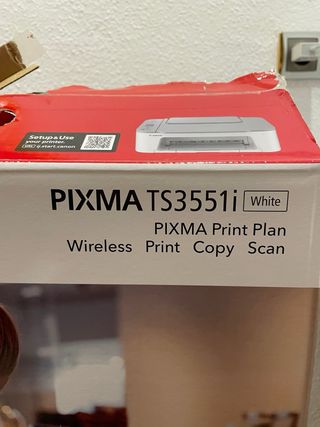 Setup&Use
your printer.
ij.start.canon
PIXMA TS3551i White
PIXMA Print Plan
Wireless Print Copy Scan